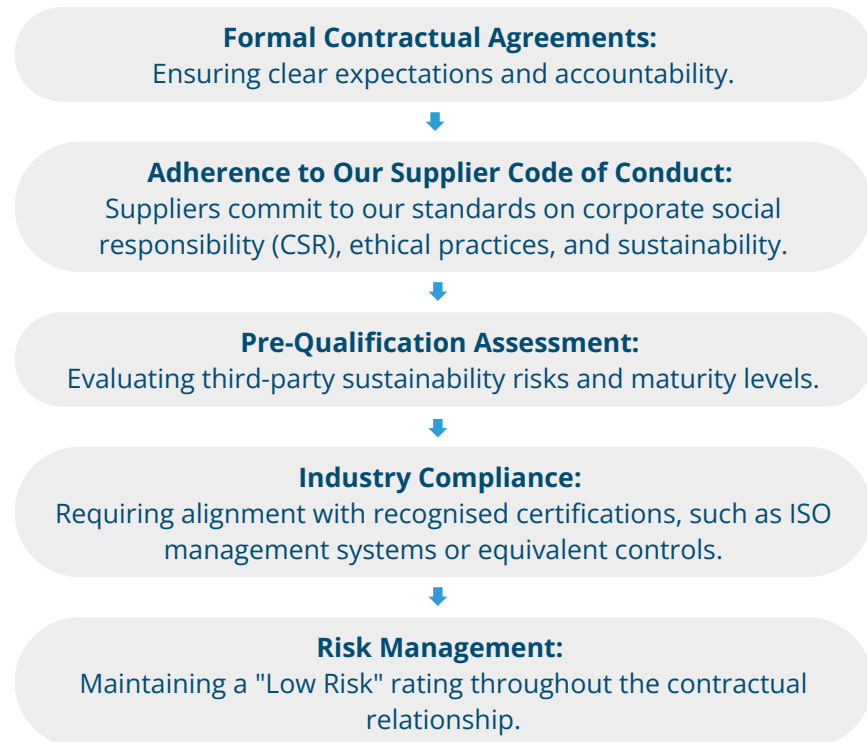 Formal Contractual Agreements:
Ensuring clear expectations and accountability.
Adherence to Our Supplier Code of Conduct:
Suppliers commit to our standards on corporate social
responsibility (CSR), ethical practices, and sustainability.
Pre-Qualification Assessment:
Evaluating third-party sustainability risks and maturity levels.
Industry Compliance:
Requiring alignment with recognised certifications, such as ISO
management systems or equivalent controls.
Risk Management:
Maintaining a "Low Risk" rating throughout the contractual
relationship.